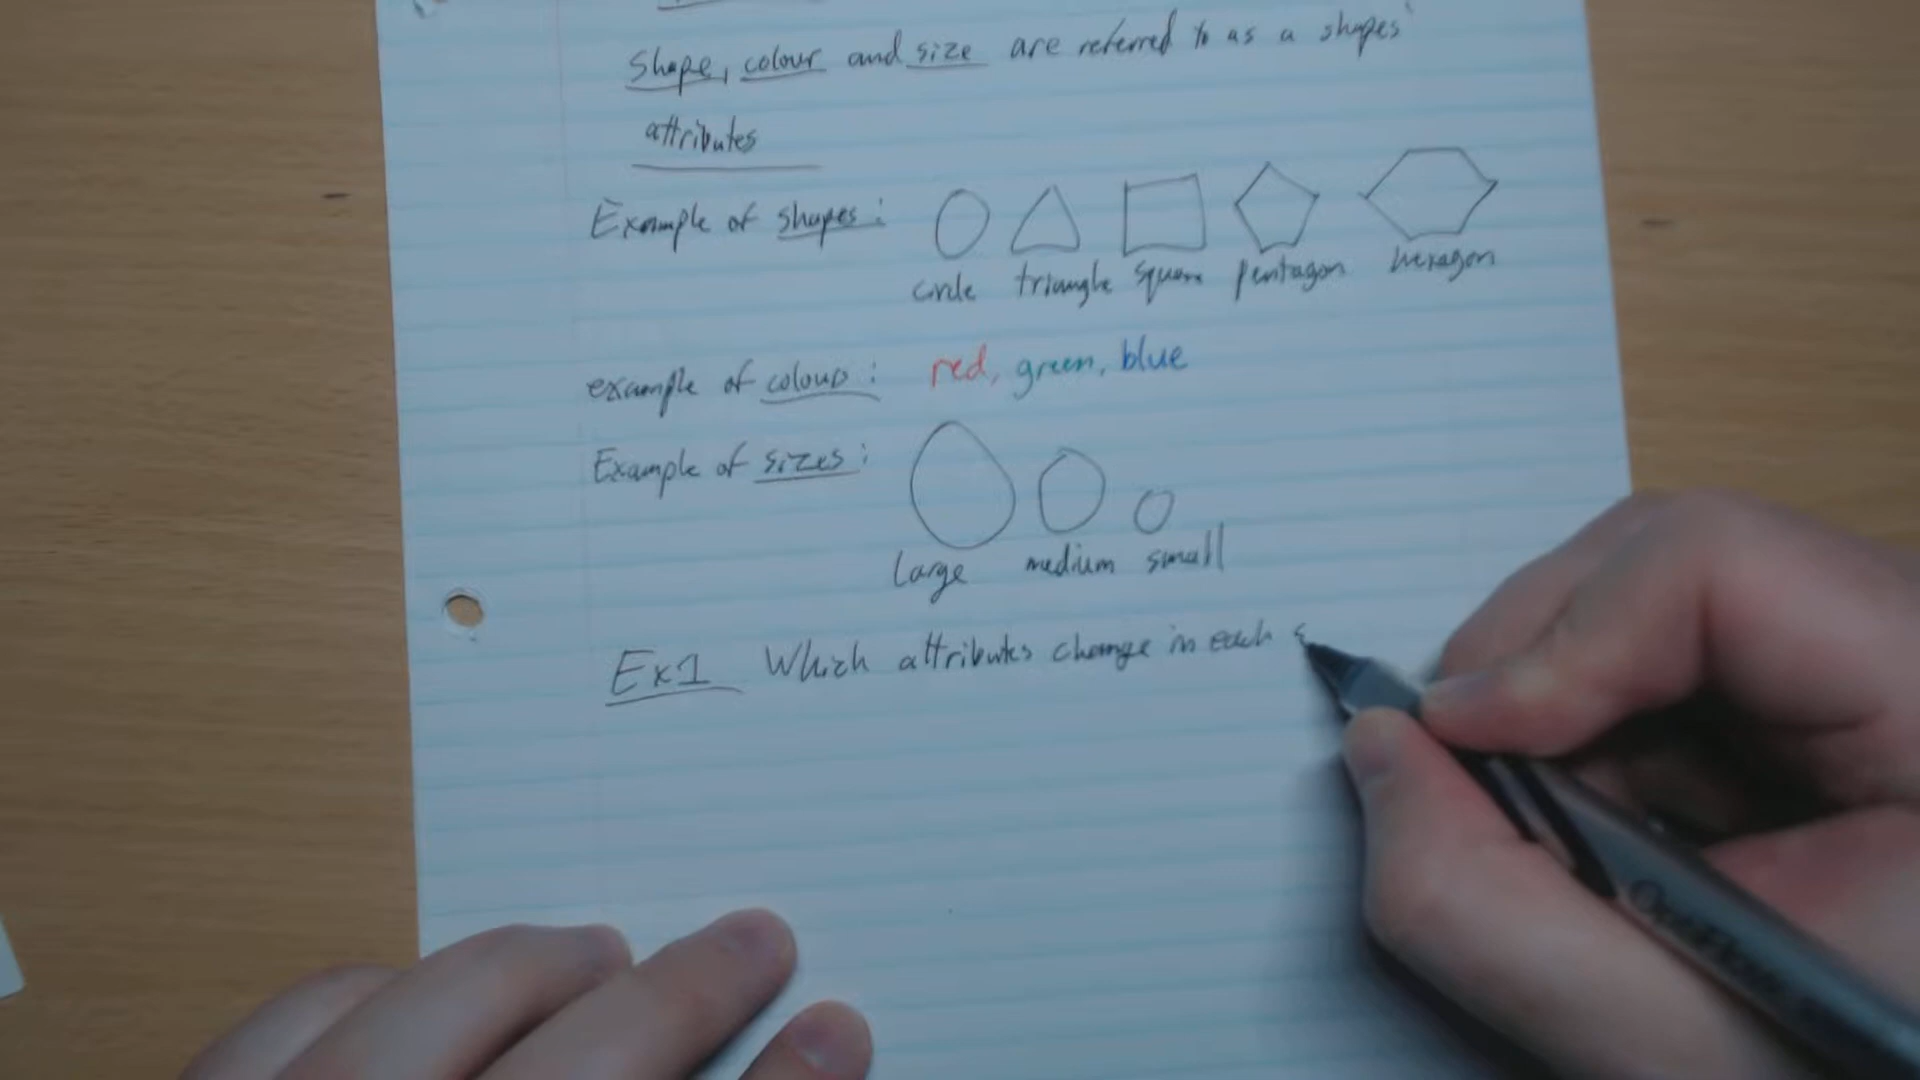 Shape, colour and size are referred to as a shapes'
attributes
Example of shapes:
circle triangle square pentagon hexagon
example of colour: red, green, blue
Example of sizes:
large medium small
Ex1 Which attributes change in each s